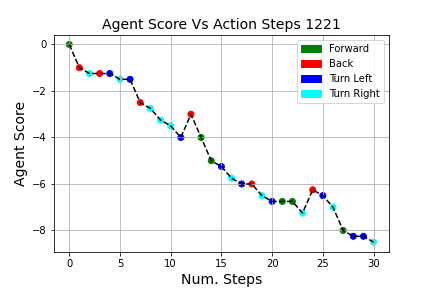 Agent Score Vs Action Steps 1221
Forward
Back
Turn Left
Turn Right
Agent Score
0
−2
−4
−6
−8
0 5 10 15 20 25 30
Num. Steps